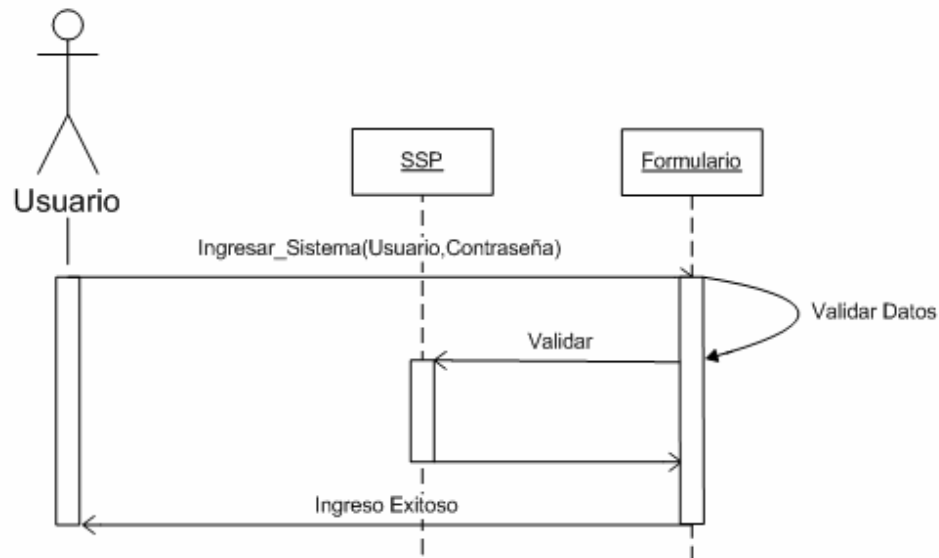 SSP
Formulario
Usuario
Ingresar_Sistema(Usuario,Contraseña)
Validar Datos
Validar
Ingreso Exitoso